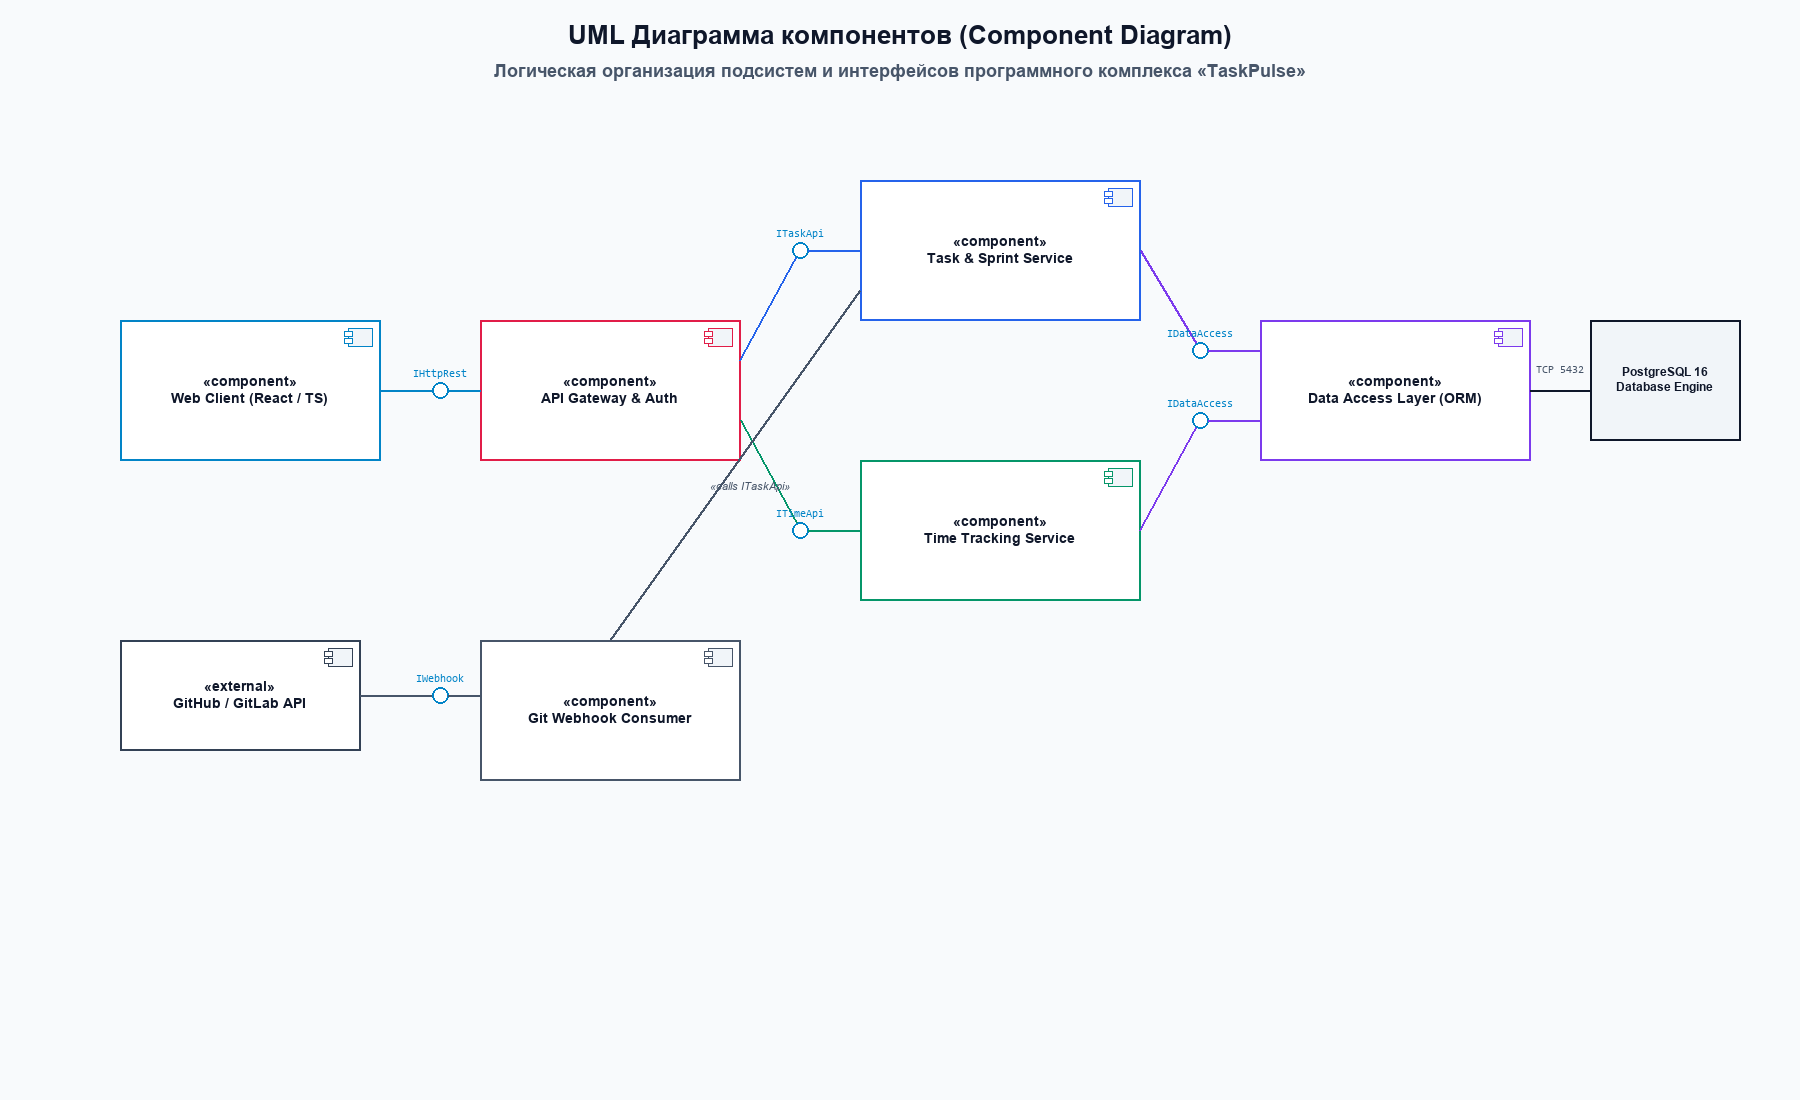 UML Диаграмма компонентов (Component Diagram)
Логическая организация подсистем и интерфейсов программного комплекса «TaskPulse»
ITaskApi
«component»
Task & Sprint Service
IHttpRest
«component»
Web Client (React / TS)
«component»
API Gateway & Auth
IDataAccess
IDataAccess
«component»
Data Access Layer (ORM)
TCP 5432
PostgreSQL 16
Database Engine
«calls ITaskApi»
ITimeApi
«component»
Time Tracking Service
«external»
GitHub / GitLab API
IWebhook
«component»
Git Webhook Consumer